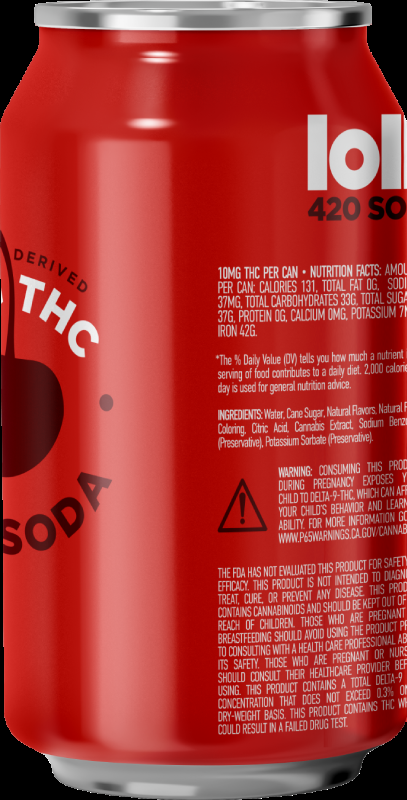 DERIVED
THC
SODA
lol
420 SO
10MG THC PER CAN • NUTRITION FACTS: AMOU
PER CAN: CALORIES 131, TOTAL FAT 0G, SODI
37MG, TOTAL CARBOHYDRATES 33G, TOTAL SUGA
37G, PROTEIN 0G, CALCIUM 0MG, POTASSIUM 7M
IRON 42G.
*The % Daily Value (DV) tells you how much a nutrient
serving of food contributes to a daily diet. 2,000 calorie
day is used for general nutrition advice.
INGREDIENTS: Water, Cane Sugar, Natural Flavors, Natural F
Coloring, Citric Acid, Cannabis Extract, Sodium Benzo
(Preservative), Potassium Sorbate (Preservative).
WARNING: CONSUMING THIS PROD
DURING PREGNANCY EXPOSES Y
CHILD TO DELTA-9-THC, WHICH CAN AFF
YOUR CHILD'S BEHAVIOR AND LEARN
ABILITY. FOR MORE INFORMATION GO
WWW.P65WARNINGS.CA.GOV/CANNAB
THE FDA HAS NOT EVALUATED THIS PRODUCT FOR SAFETY
EFFICACY. THIS PRODUCT IS NOT INTENDED TO DIAGN
TREAT, CURE, OR PREVENT ANY DISEASE. THIS PROD
CONTAINS CANNABINOIDS AND SHOULD BE KEPT OUT OF
REACH OF CHILDREN. THOSE WHO ARE PREGNANT
BREASTFEEDING SHOULD AVOID USING THE PRODUCT PR
TO CONSULTING WITH A HEALTH CARE PROFESSIONAL AB
ITS SAFETY. THOSE WHO ARE PREGNANT OR NURS
SHOULD CONSULT THEIR HEALTHCARE PROVIDER BEF
USING. THIS PRODUCT CONTAINS A TOTAL DELTA-9
CONCENTRATION THAT DOES NOT EXCEED 0.3% O
DRY-WEIGHT BASIS. THIS PRODUCT CONTAINS THC WH
COULD RESULT IN A FAILED DRUG TEST.